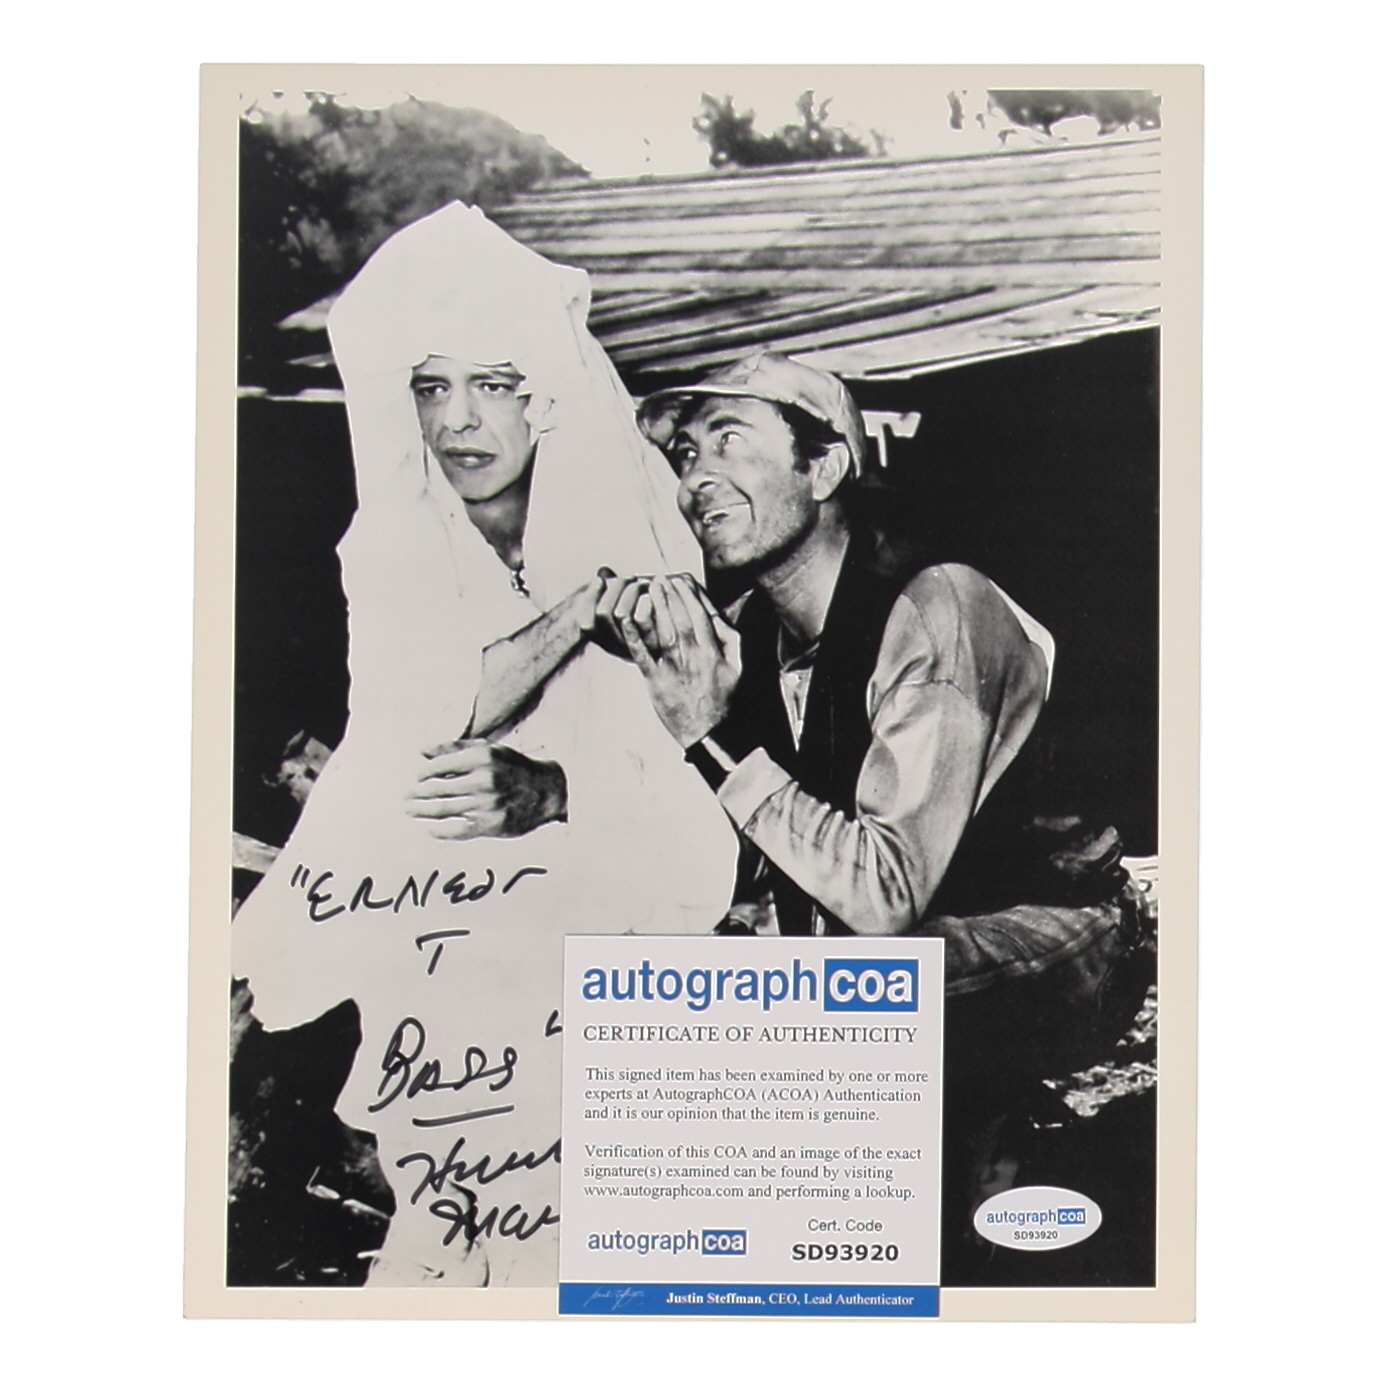 "ERNEST
T
BASS"
autographcoa
CERTIFICATE OF AUTHENTICITY
This signed item has been examined by one or more
experts at AutographCOA (ACOA) Authentication
and it is our opinion that the item is genuine.
Verification of this COA and an image of the exact
signature(s) examined can be found by visiting
www.autographcoa.com and performing a lookup.
autographcoa
Cert. Code
SD93920
Justin Steffman, CEO, Lead Authenticator
autographcoa
SD93920